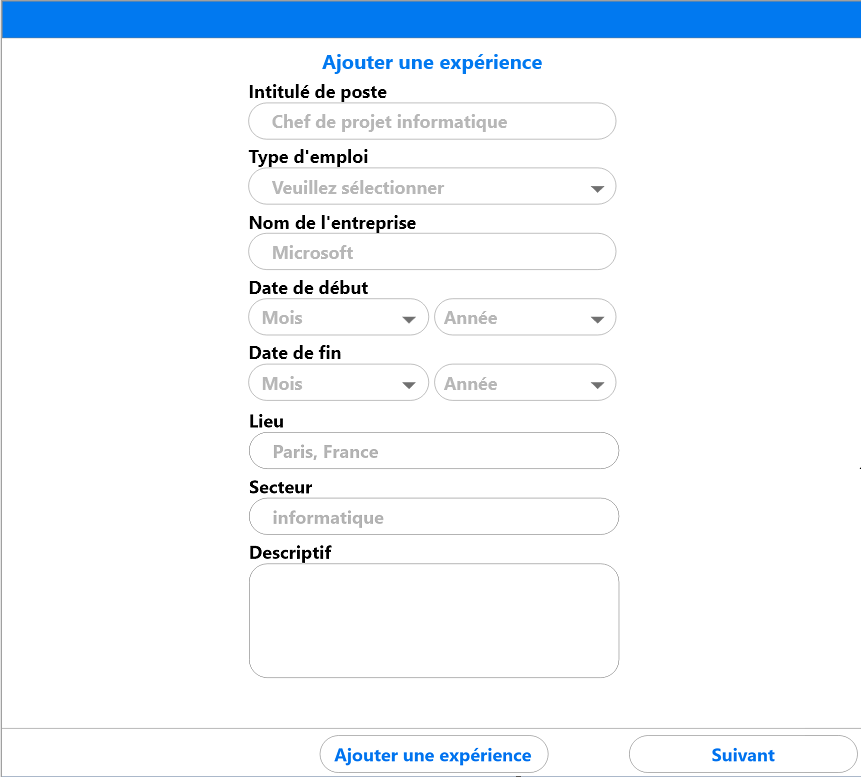 Ajouter une expérience
Intitulé de poste
Chef de projet informatique
Type d'emploi
Veuillez sélectionner
Nom de l'entreprise
Microsoft
Date de début
Mois Année
Date de fin
Mois Année
Lieu
Paris, France
Secteur
informatique
Descriptif
Ajouter une expérience Suivant